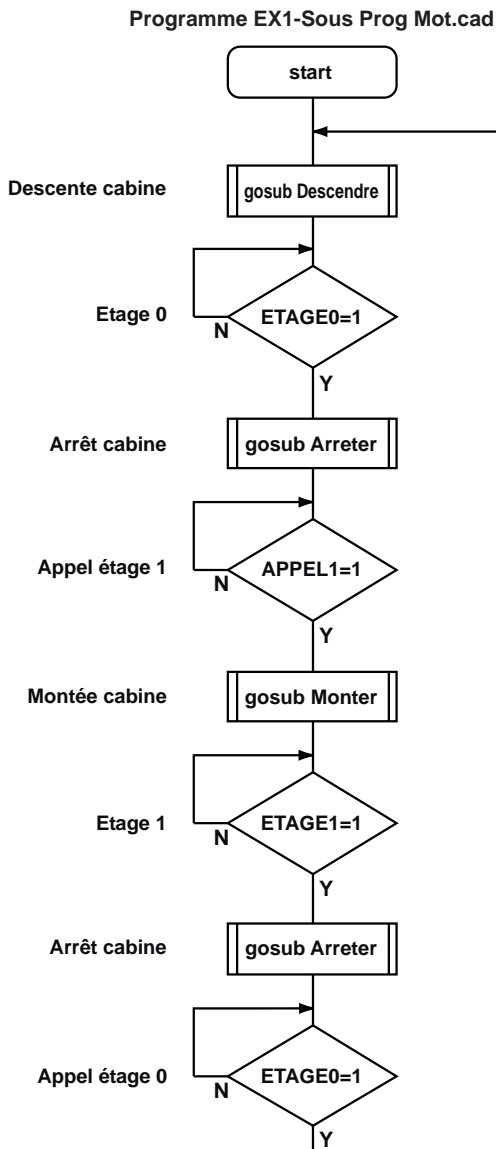 Programme EX1-Sous Prog Mot.cad
start
Descente cabine
gosub Descendre
Etage 0
ETAGE0=1
N
Y
Arrêt cabine
gosub Arreter
Appel étage 1
APPEL1=1
N
Y
Montée cabine
gosub Monter
Etage 1
ETAGE1=1
N
Y
Arrêt cabine
gosub Arreter
Appel étage 0
ETAGE0=1
N
Y